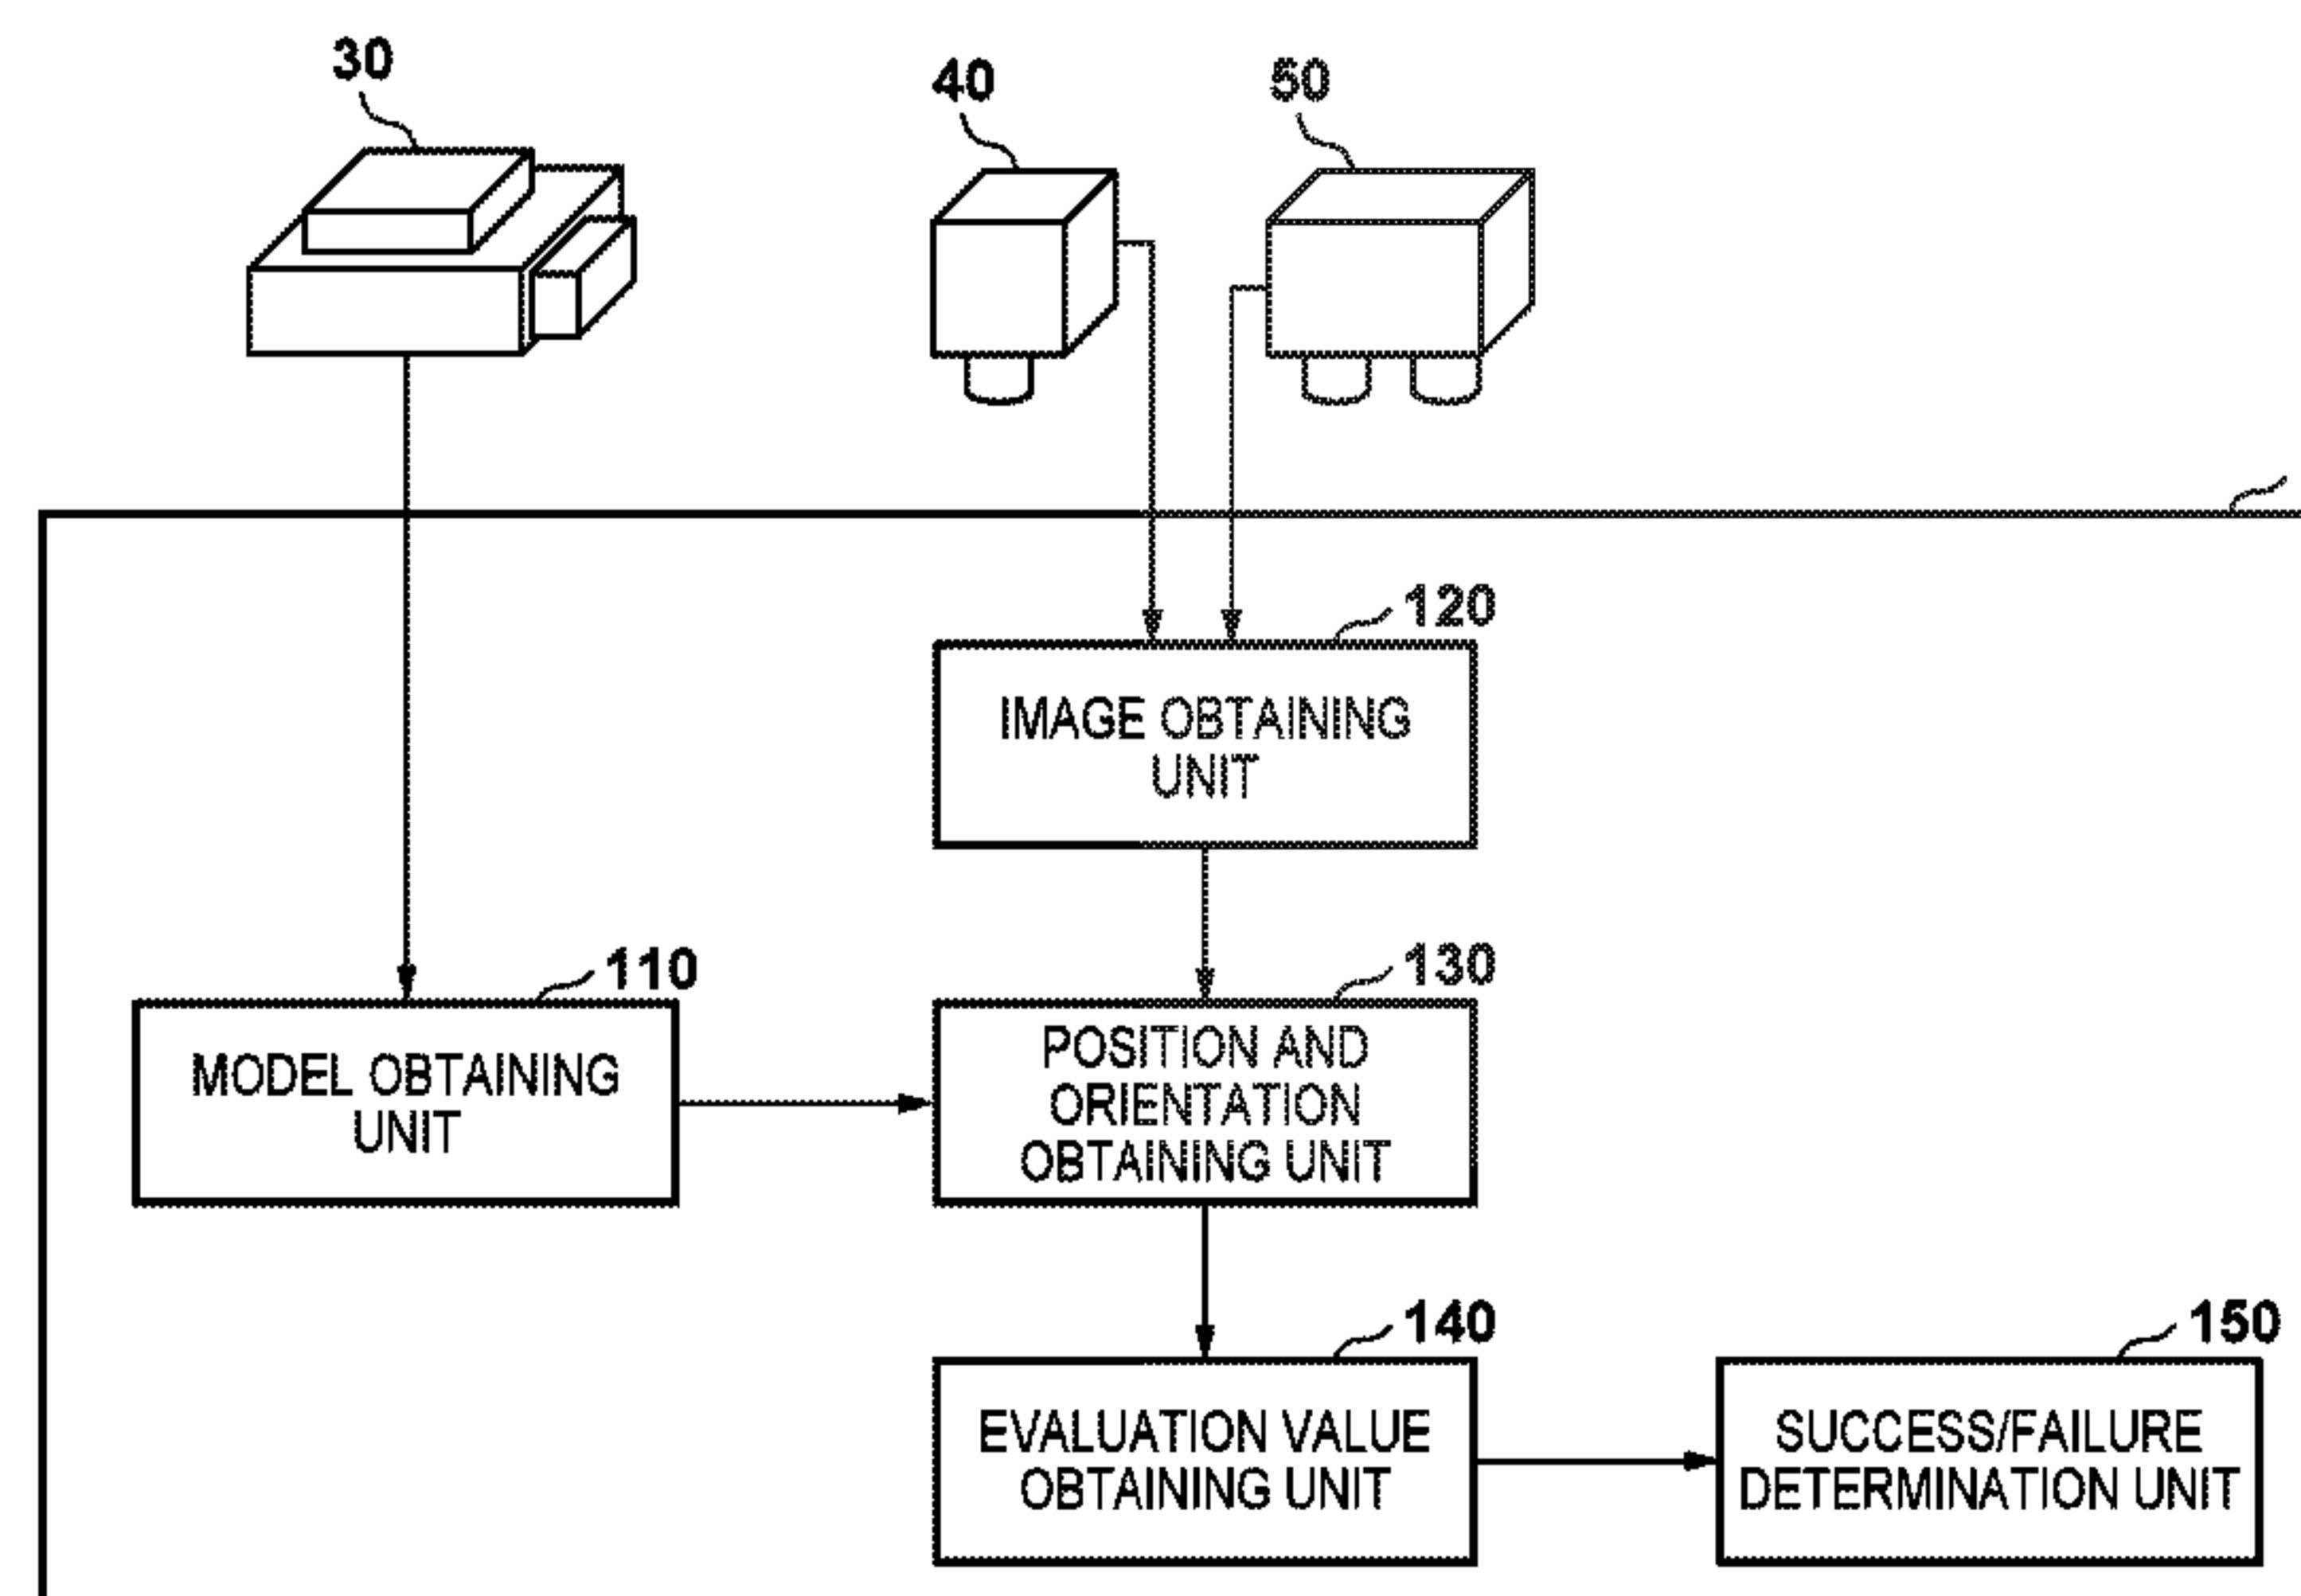 30
40
50
120
IMAGE OBTAINING
UNIT
110
MODEL OBTAINING
UNIT
130
POSITION AND
ORIENTATION
OBTAINING UNIT
140
EVALUATION VALUE
OBTAINING UNIT
150
SUCCESS/FAILURE
DETERMINATION UNIT